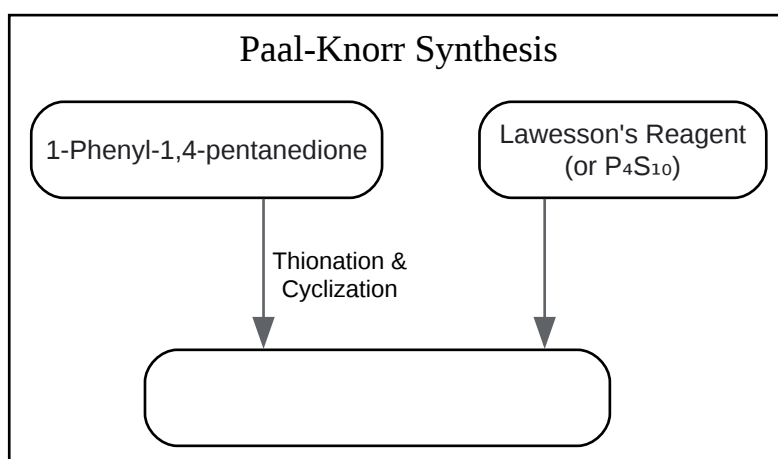 Paal-Knorr Synthesis
1-Phenyl-1,4-pentanedione
Lawesson's Reagent
(or P₄S₁₀)
Thionation &
Cyclization